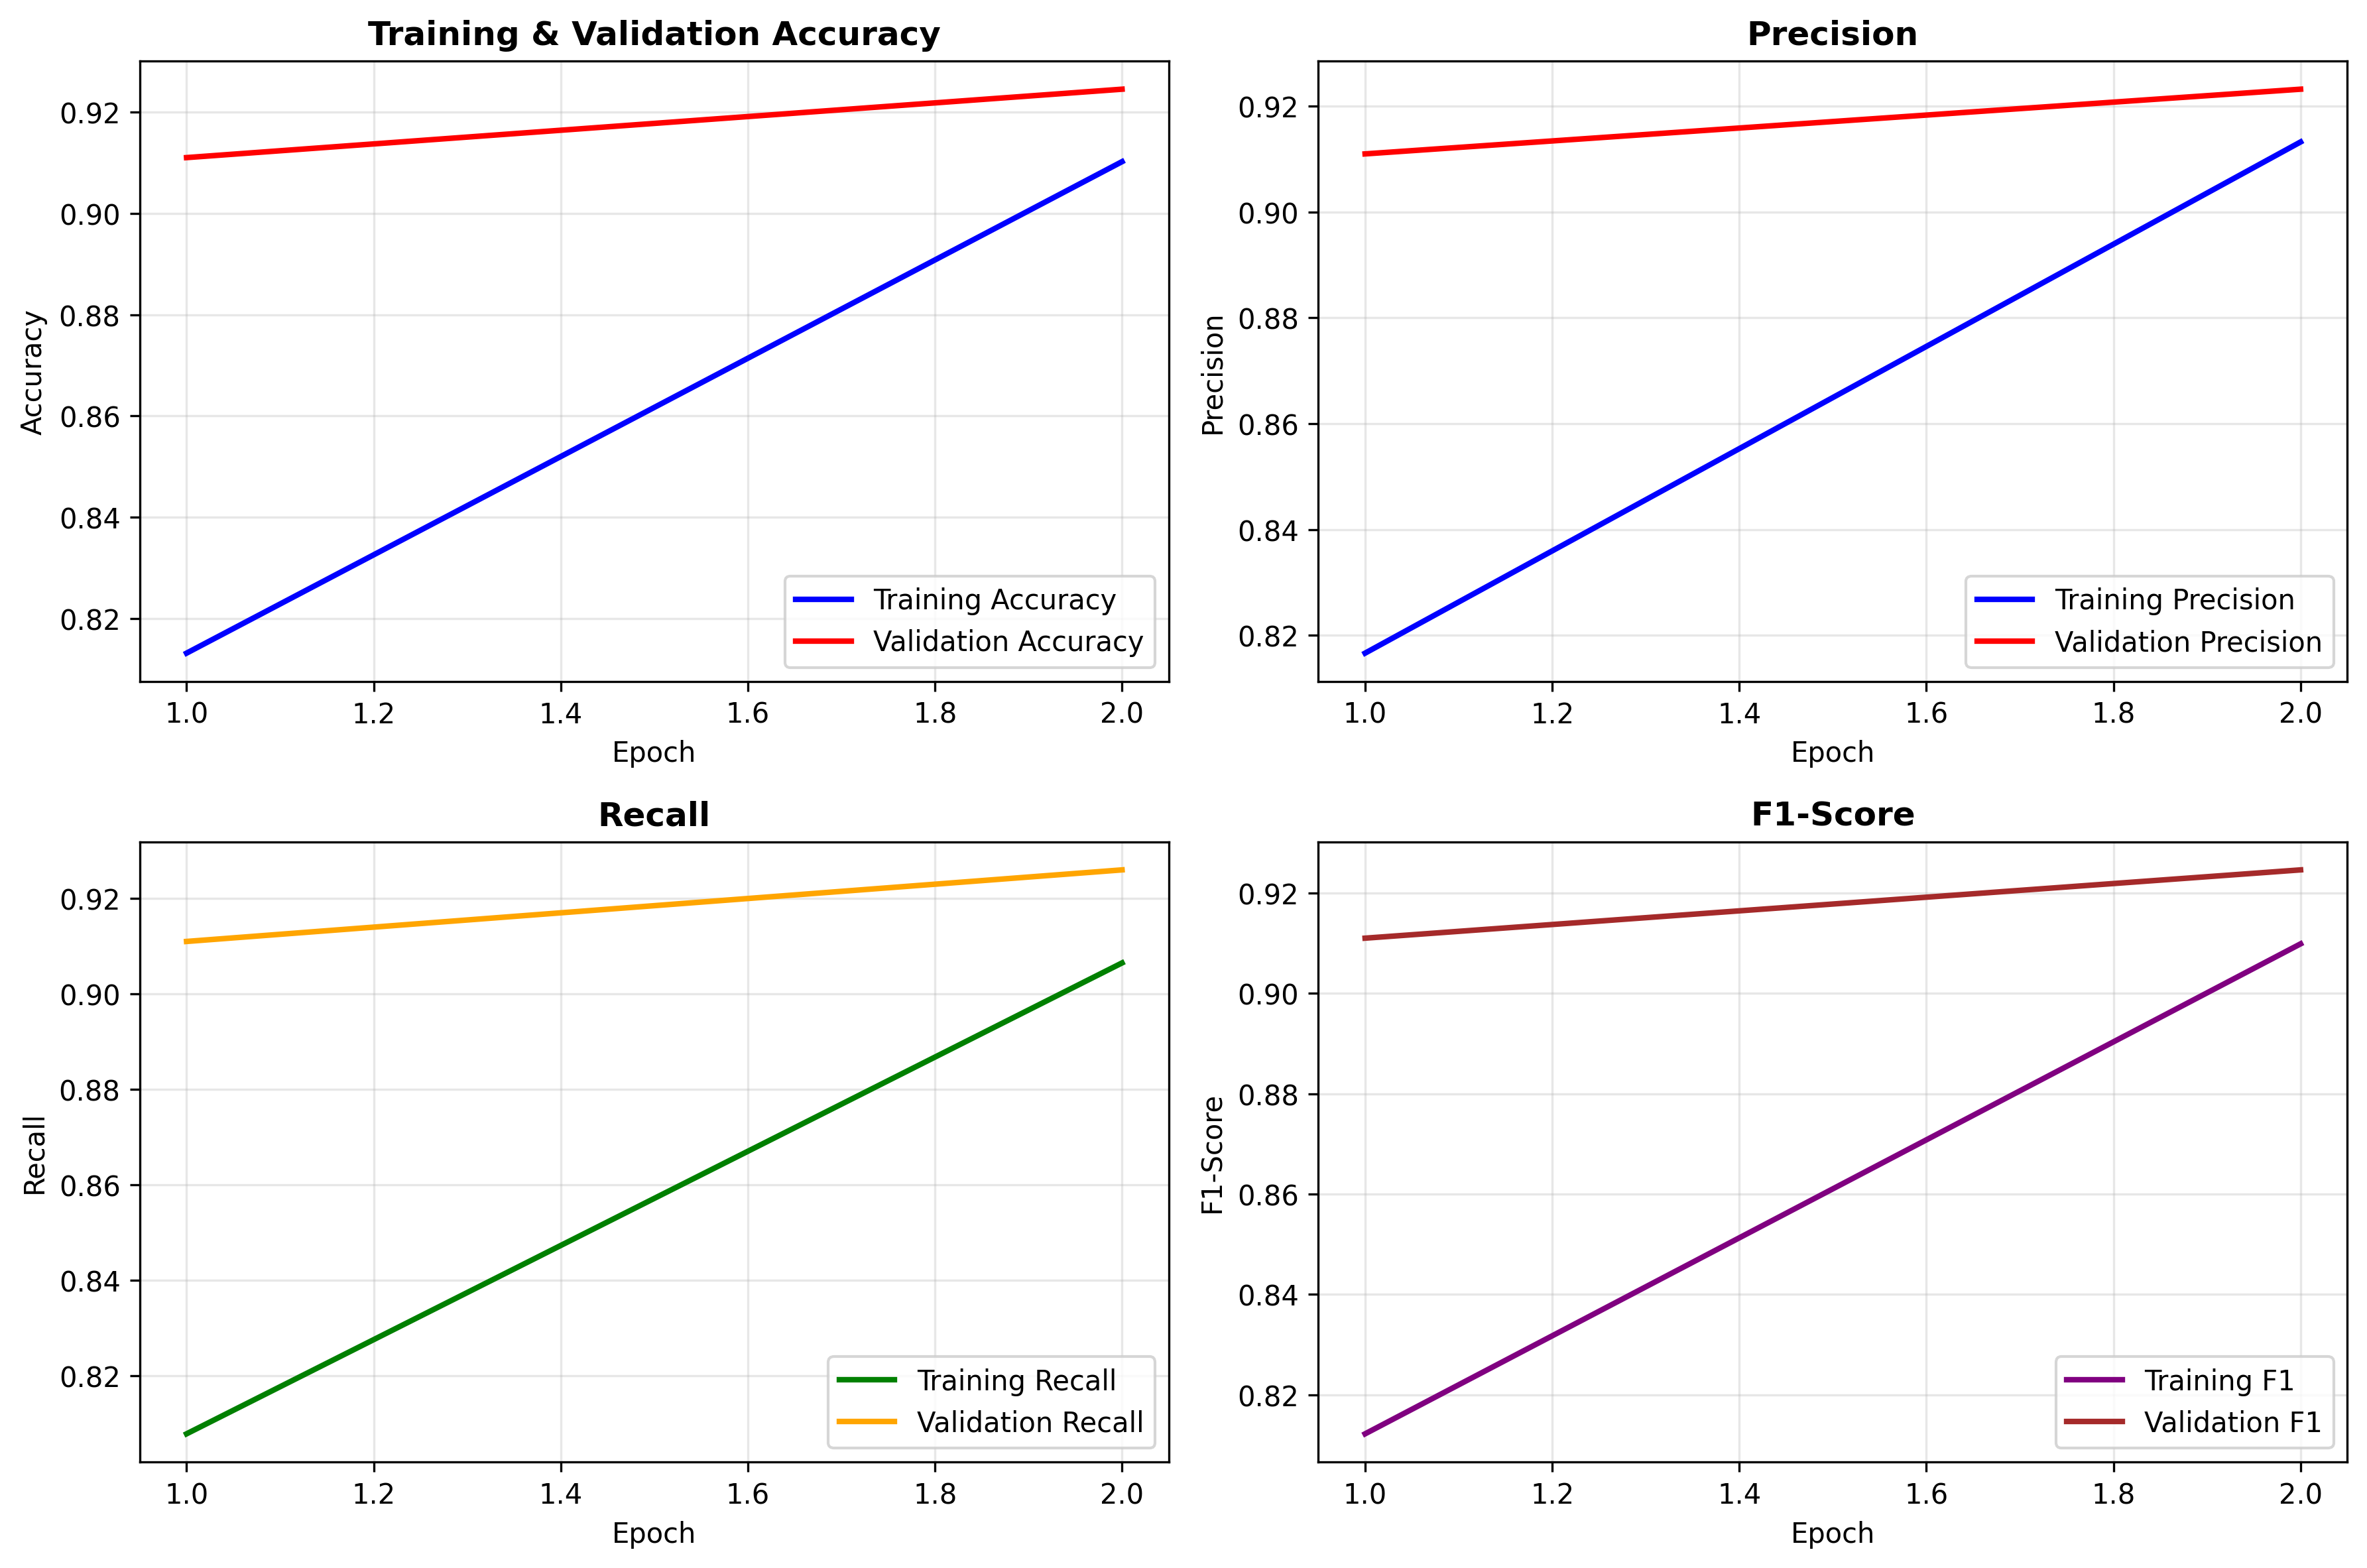 Training & Validation Accuracy
Accuracy
0.92
0.90
0.88
0.86
0.84
0.82
Training Accuracy
Validation Accuracy
1.0 1.2 1.4 1.6 1.8 2.0
Epoch
Precision
Precision
0.92
0.90
0.88
0.86
0.84
0.82
Training Precision
Validation Precision
1.0 1.2 1.4 1.6 1.8 2.0
Epoch
Recall
Recall
0.92
0.90
0.88
0.86
0.84
0.82
Training Recall
Validation Recall
1.0 1.2 1.4 1.6 1.8 2.0
Epoch
F1-Score
F1-Score
0.92
0.90
0.88
0.86
0.84
0.82
Training F1
Validation F1
1.0 1.2 1.4 1.6 1.8 2.0
Epoch